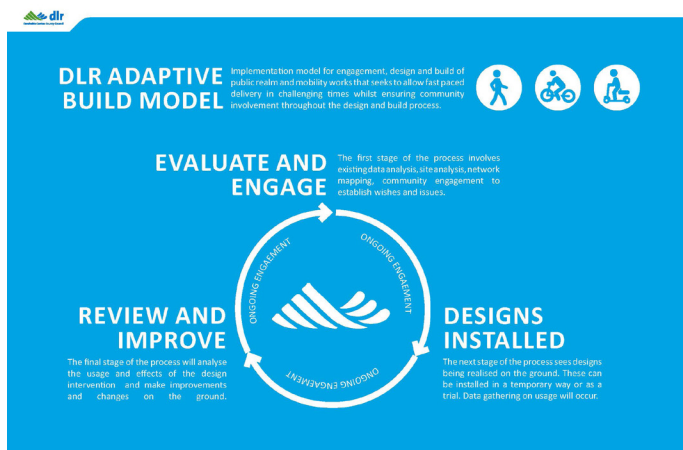 dlr
DLR ADAPTIVE
BUILD MODEL
Implementation model for engagement, design and build of
public realm and mobility works that seeks to allow fast paced
delivery in challenging times whilst ensuring community
involvement throughout the design and build process.
EVALUATE AND
ENGAGE
The first stage of the process involves
existing data analysis, site analysis, network
mapping, community engagement to
establish wishes and issues.
ONGOING ENGAEMENT
ONGOING ENGAEMENT
ONGOING ENGAEMENT
REVIEW AND
IMPROVE
The final stage of the process will analyse
the usage and effects of the design
intervention and make improvements
and changes on the ground.
DESIGNS
INSTALLED
The next stage of the process sees designs
being realised on the ground. These can
be installed in a temporary way or as a
trial. Data gathering on usage will occur.